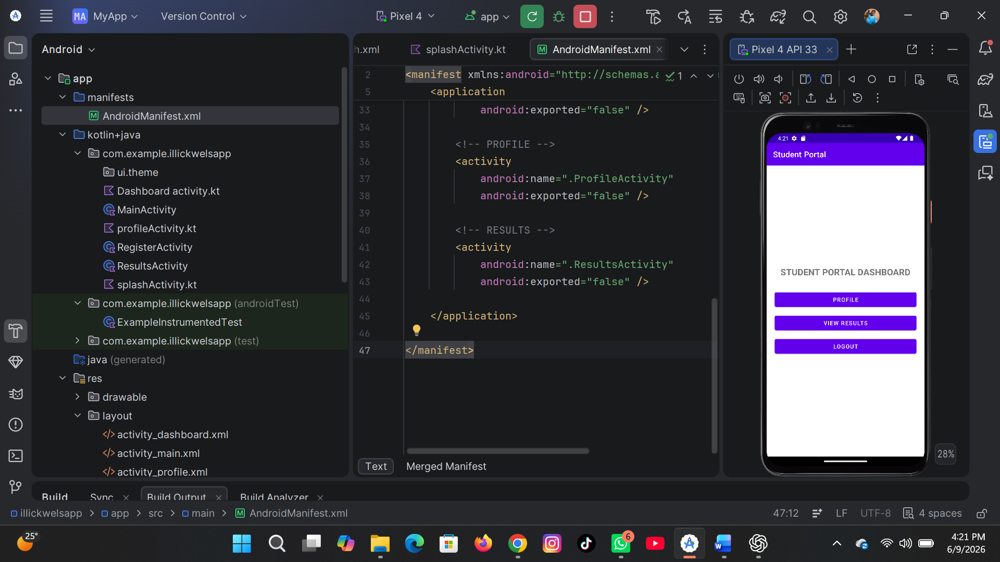 MA MyApp
Version Control
Pixel 4
app
Android
app
manifests
AndroidManifest.xml
kotlin+java
com.example.illickwelsapp
ui.theme
Dashboard activity.kt
MainActivity
profileActivity.kt
RegisterActivity
ResultsActivity
splashActivity.kt
com.example.illickwelsapp (androidTest)
ExampleInstrumentedTest
com.example.illickwelsapp (test)
java (generated)
res
drawable
layout
activity_dashboard.xml
activity_main.xml
activity_profile.xml
h.xml
splashActivity.kt
AndroidManifest.xml
2 <manifest xmlns:android="http://schemas.a
1
5 <application
33 android:exported="false" />
34
35 <!-- PROFILE -->
36 <activity
37 android:name=".ProfileActivity"
38 android:exported="false" />
39
40 <!-- RESULTS -->
41 <activity
42 android:name=".ResultsActivity"
43 android:exported="false" />
44
45 </application>
46
47 </manifest>
Text
Merged Manifest
Pixel 4 API 33
4:21
Student Portal
STUDENT PORTAL DASHBOARD
PROFILE
VIEW RESULTS
LOGOUT
28%
Build
Sync
Build Output
Build Analyzer
illickwelsapp > app > src > main > AndroidManifest.xml
47:12
LF
UTF-8
4 spaces
25°
6
4:21 PM
6/9/2026